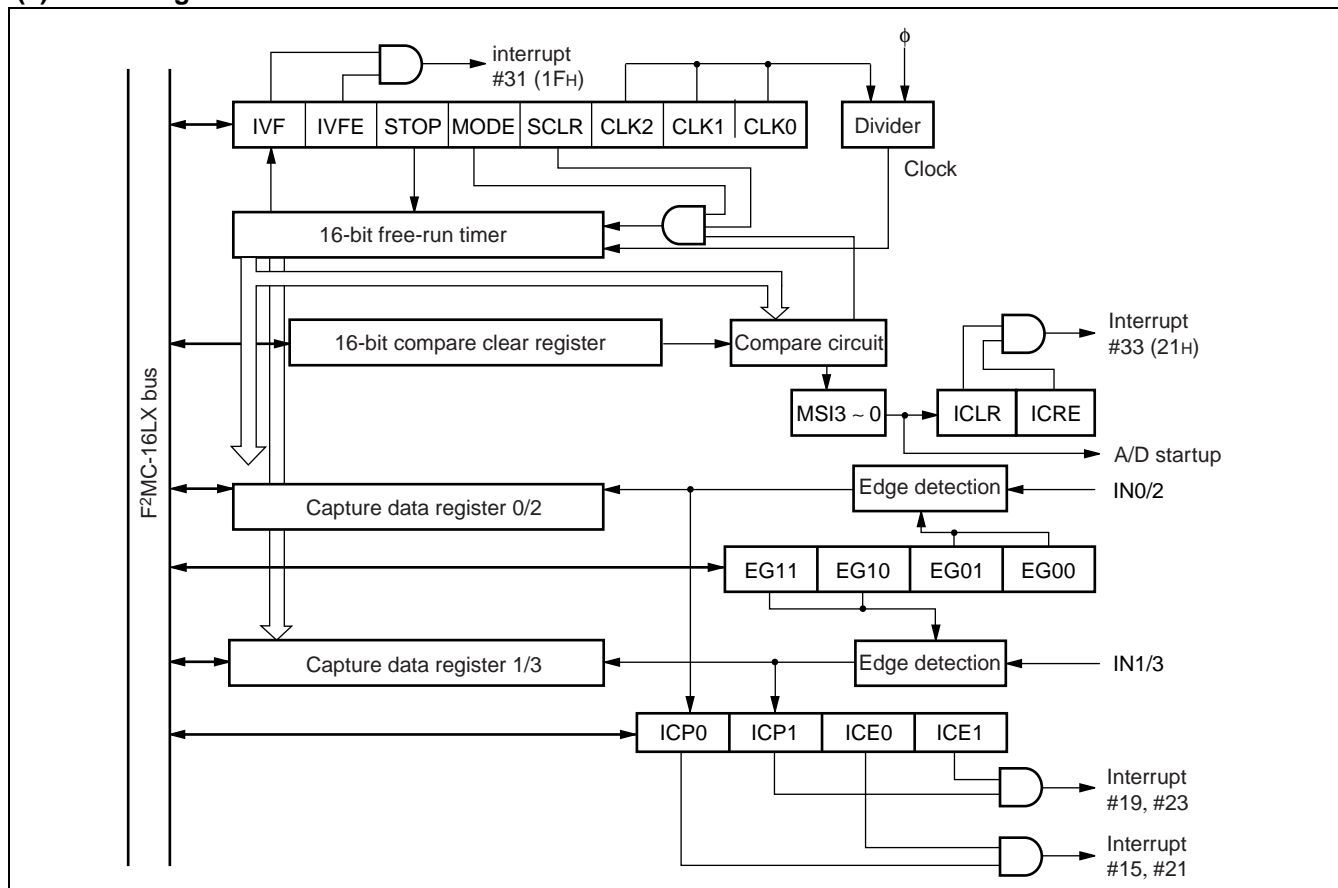 φ
interrupt
#31 (1FH)
IVF IVFE STOP MODE SCLR CLK2 CLK1 CLK0
Divider
Clock
16-bit free-run timer
16-bit compare clear register
Compare circuit
Interrupt
#33 (21H)
MSI3 ~ 0
ICLR ICRE
A/D startup
F²MC-16LX bus
Capture data register 0/2
Edge detection
IN0/2
EG11 EG10 EG01 EG00
Capture data register 1/3
Edge detection
IN1/3
ICP0 ICP1 ICE0 ICE1
Interrupt
#19, #23
Interrupt
#15, #21